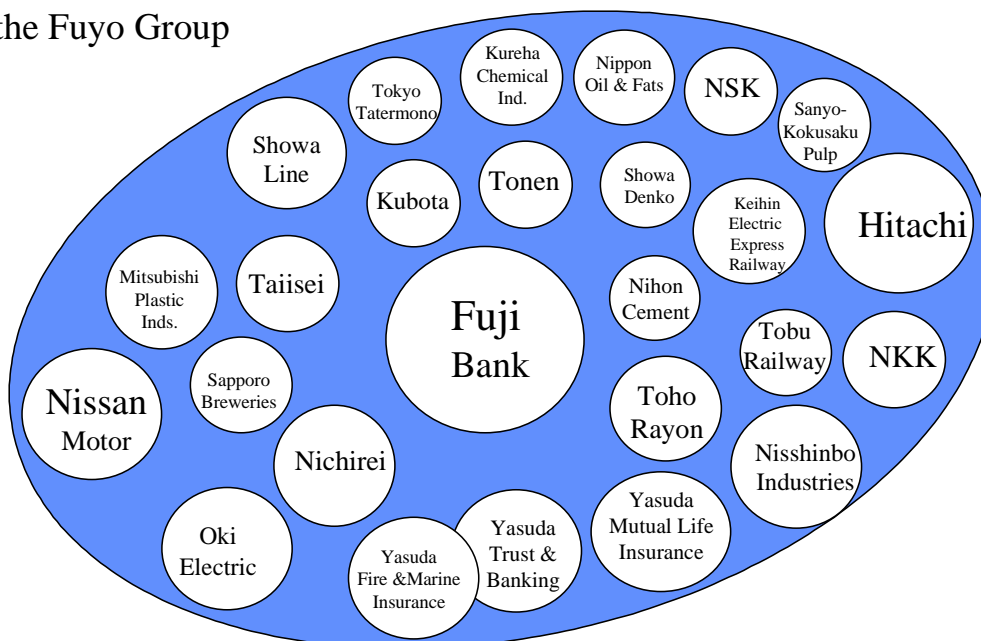 the Fuyo Group
Kureha
Chemical
Ind.
Nippon
Oil & Fats
NSK
Tokyo
Tatermono
Sanyo-
Kokusaku
Pulp
Showa
Line
Kubota
Tonen
Showa
Denko
Keihin
Electric
Express
Railway
Hitachi
Mitsubishi
Plastic
Inds.
Taiisei
Fuji
Bank
Nihon
Cement
Tobu
Railway
NKK
Nissan
Motor
Sapporo
Breweries
Toho
Rayon
Nichirei
Nisshinbo
Industries
Oki
Electric
Yasuda
Fire &Marine
Insurance
Yasuda
Trust &
Banking
Yasuda
Mutual Life
Insurance